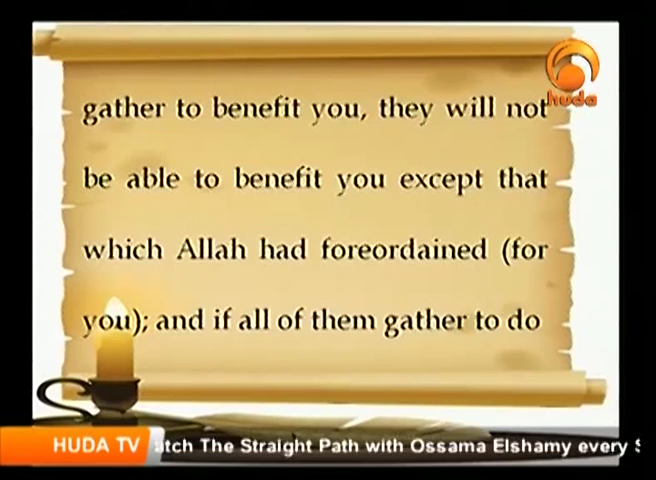 huda
gather to benefit you, they will not
be able to benefit you except that
which Allah had foreordained (for
you); and if all of them gather to do
HUDA TV atch The Straight Path with Ossama Elshamy every S